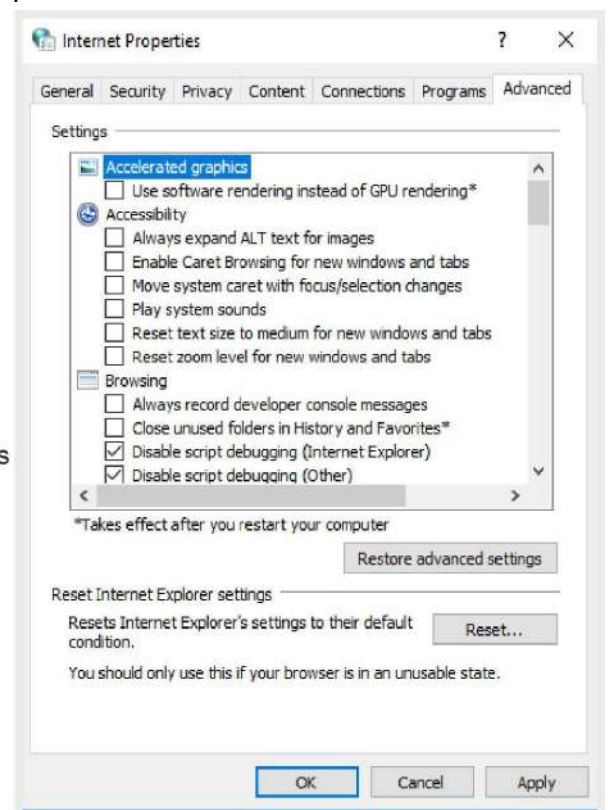 Internet Properties ? ×
General Security Privacy Content Connections Programs Advanced
Settings
Accelerated graphics
Use software rendering instead of GPU rendering*
Accessibility
Always expand ALT text for images
Enable Caret Browsing for new windows and tabs
Move system caret with focus/selection changes
Play system sounds
Reset text size to medium for new windows and tabs
Reset zoom level for new windows and tabs
Browsing
Always record developer console messages
Close unused folders in History and Favorites*
s
Disable script debugging (Internet Explorer)
Disable script debugging (Other)
*Takes effect after you restart your computer
Restore advanced settings
Reset Internet Explorer settings
Resets Internet Explorer's settings to their default
condition.
Reset...
You should only use this if your browser is in an unusable state.
OK Cancel Apply